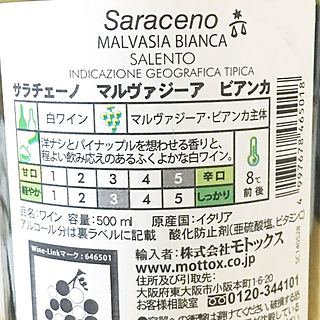 Saraceno
MALVASIA BIANCA
SALENTO
INDICAZIONE GEOGRAFICA TIPICA
サラチェーノ マルヴァジーア ビアンカ
白ワイン マルヴァジーア・ビアンカ主体
洋ナシとパイナップルを想わせる香りと、
程よい飲み応えのあるふくよかな白ワイン。
甘口 1 2 3 4 5 辛口
軽やか 1 2 3 4 5 しっかり
8℃
前後
品名:ワイン 容量:500ml 原産国:イタリア
アルコール分は裏ラベルに記載 酸化防止剤(亜硫酸塩、ビタミンC)
Wine-Linkマーク:646501
輸入者:株式会社モトックス
www.mottox.co.jp
住所及び引取先:
大阪府東大阪市小阪本町1-6-20
お客様相談室 0120-344101
4997678465018
SC140528